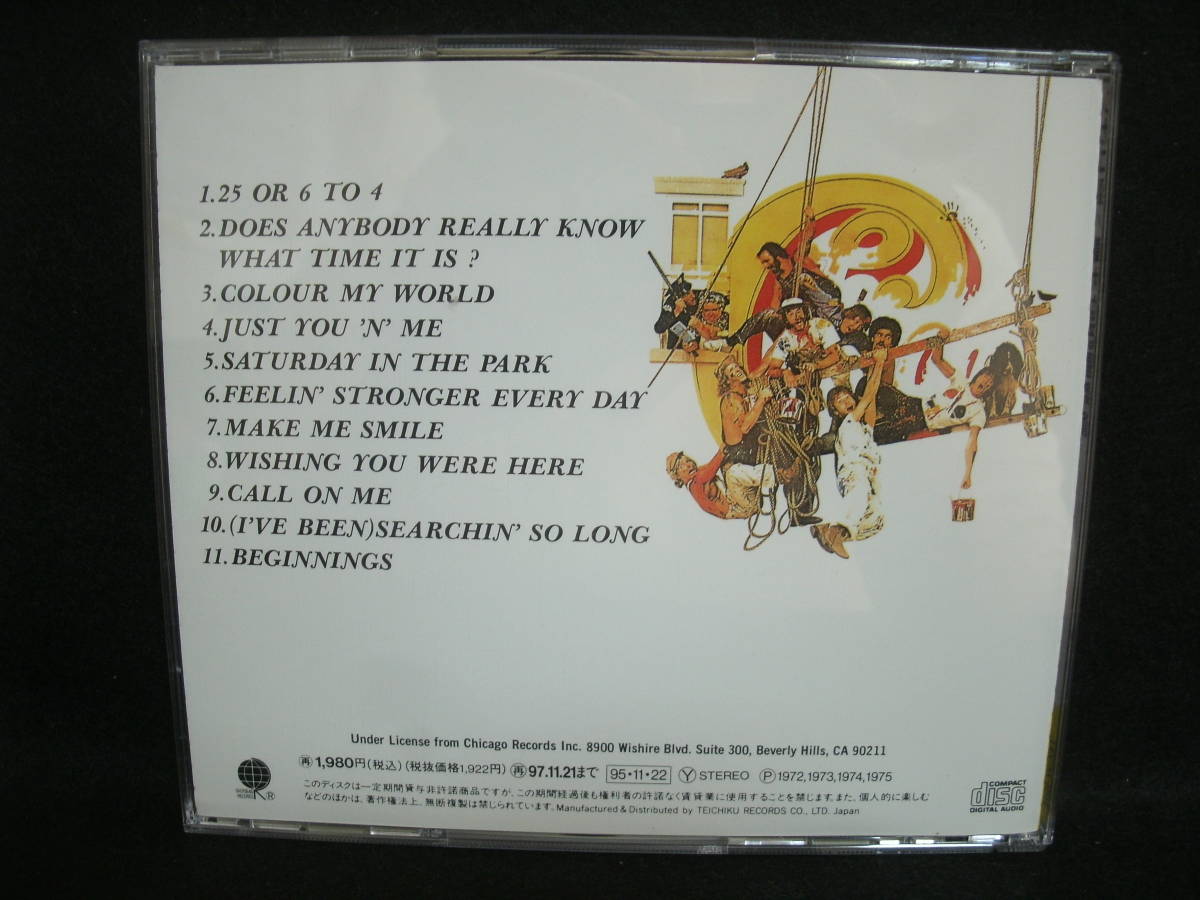 1.25 OR 6 TO 4
2.DOES ANYBODY REALLY KNOW
WHAT TIME IT IS ?
3.COLOUR MY WORLD
4.JUST YOU 'N' ME
5.SATURDAY IN THE PARK
6.FEELIN' STRONGER EVERY DAY
7.MAKE ME SMILE
8.WISHING YOU WERE HERE
9.CALL ON ME
10.(I'VE BEEN)SEARCHIN' SO LONG
11.BEGINNINGS
Under License from Chicago Records Inc. 8900 Wishire Blvd. Suite 300, Beverly Hills, CA 90211
再1,980円(税込)(税抜価格1,922円)再97.11.21まで 95・11・22 Y STEREO P 1972,1973,1974,1975
このディスクは一定期間貸与非許諾商品ですが、この期間経過後も権利者の許諾なく賃貸業に使用することを禁じます。また、個人的に楽しむ
などのほかは、著作権法上、無断複製は禁じられています。Manufactured & Distributed by TEICHIKU RECORDS CO., LTD. Japan
R
COMPACT
disc
DIGITAL AUDIO